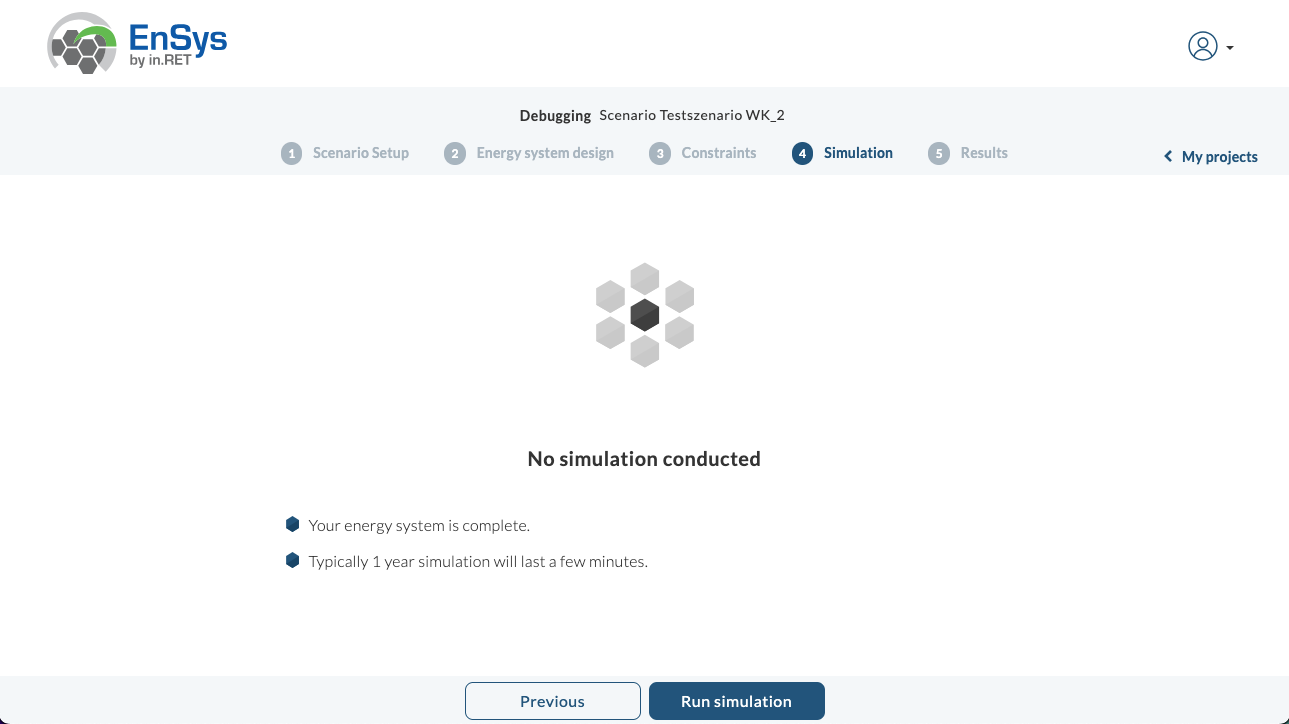 EnSys
by in.RET
Debugging Scenario Testszenario WK_2
1 Scenario Setup 2 Energy system design 3 Constraints 4 Simulation 5 Results
My projects
No simulation conducted
Your energy system is complete.
Typically 1 year simulation will last a few minutes.
Previous Run simulation